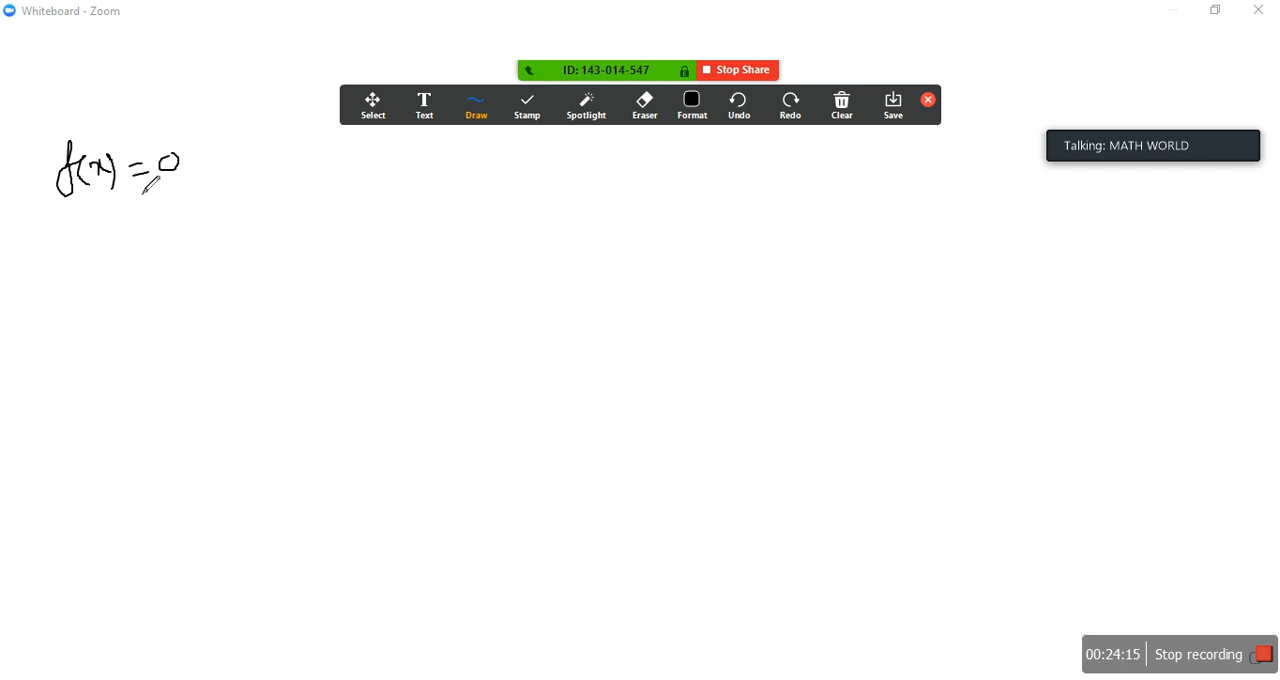 Whiteboard - Zoom
ID: 143-014-547 Stop Share
Select Text Draw Stamp Spotlight Eraser Format Undo Redo Clear Save
Talking: MATH WORLD
f(x) = 0
00:24:15 Stop recording